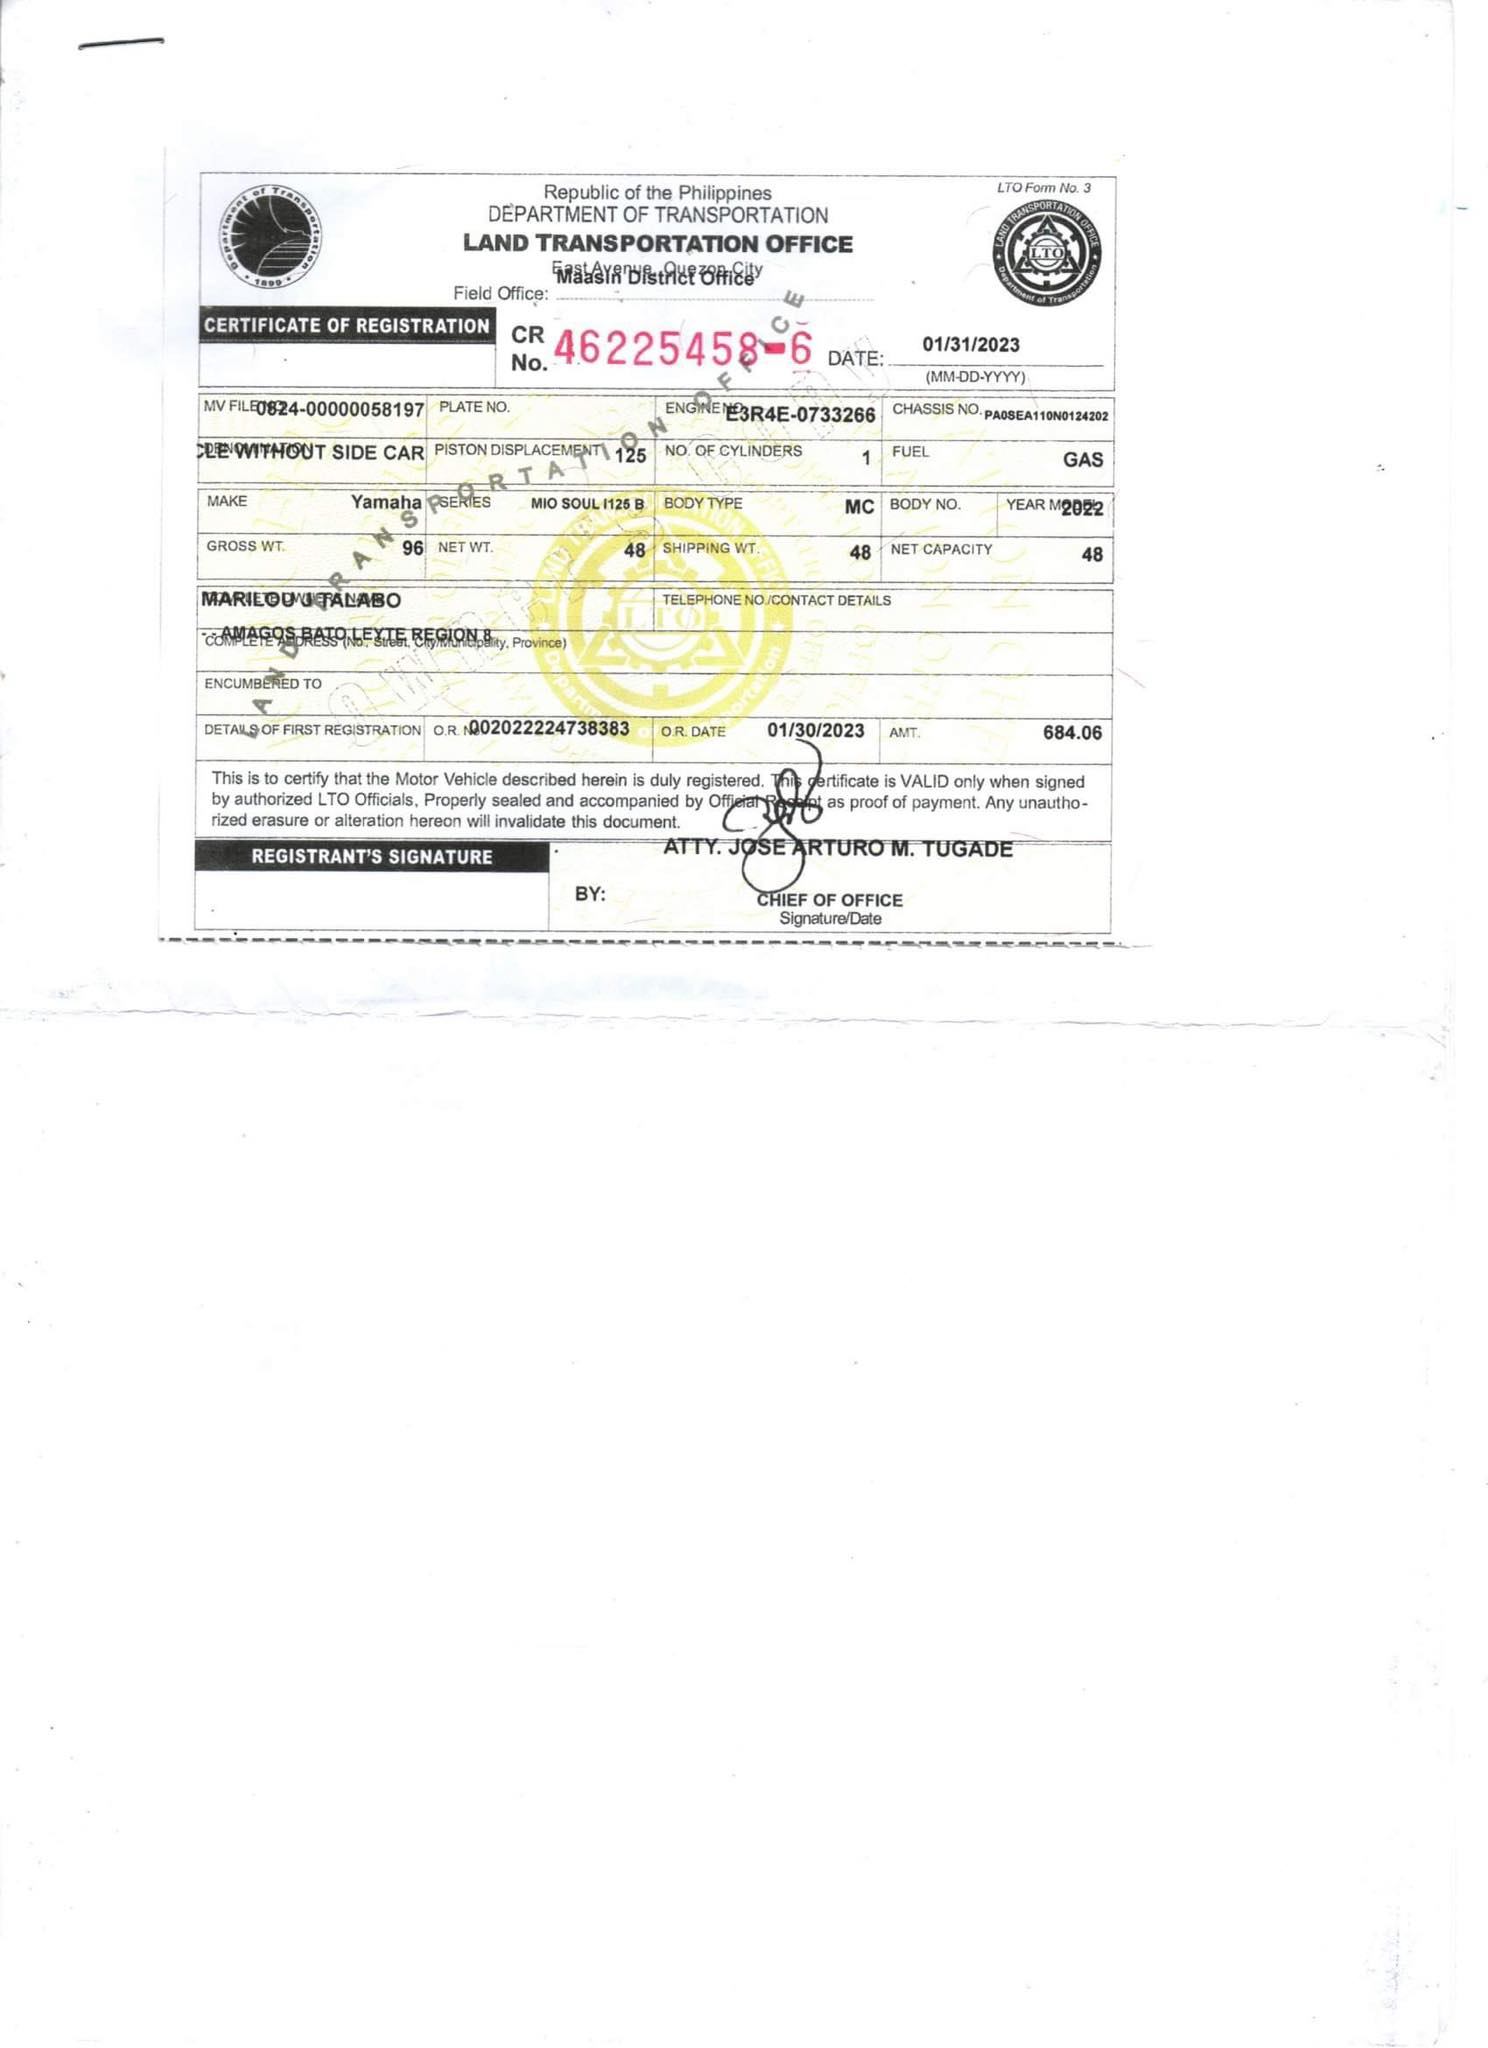 LTO Form No. 3
Republic of the Philippines
DEPARTMENT OF TRANSPORTATION
LAND TRANSPORTATION OFFICE
East Avenue, Quezon City
Maasin District Office
Field Office:
Department of Transportation
1899
LAND TRANSPORTATION OFFICE
LTO
Department of Transportation
CERTIFICATE OF REGISTRATION
CR No. 46225458-6
DATE: 01/31/2023
(MM-DD-YYYY)
MV FILE 0824-00000058197
PLATE NO.
ENGINE NO. E3R4E-0733266
CHASSIS NO. PA0SEA110N0124202
DENOMINATION CLE WITHOUT SIDE CAR
PISTON DISPLACEMENT 125
NO. OF CYLINDERS 1
FUEL GAS
MAKE Yamaha
SERIES MIO SOUL I125 B
BODY TYPE MC
BODY NO.
YEAR MODEL 2022
GROSS WT. 96
NET WT. 48
SHIPPING WT. 48
NET CAPACITY 48
MARILOU J TALABO
TELEPHONE NO./CONTACT DETAILS
- - AMAGOS BATO LEYTE REGION 8
COMPLETE ADDRESS (No., Street, City/Municipality, Province)
ENCUMBERED TO
DETAILS OF FIRST REGISTRATION
O.R. NO 002022224738383
O.R. DATE 01/30/2023
AMT. 684.06
This is to certify that the Motor Vehicle described herein is duly registered. This certificate is VALID only when signed
by authorized LTO Officials, Properly sealed and accompanied by Official Receipt as proof of payment. Any unautho-
rized erasure or alteration hereon will invalidate this document.
REGISTRANT'S SIGNATURE
ATTY. JOSE ARTURO M. TUGADE
BY:
CHIEF OF OFFICE
Signature/Date
LAND TRANSPORTATION OFFICE